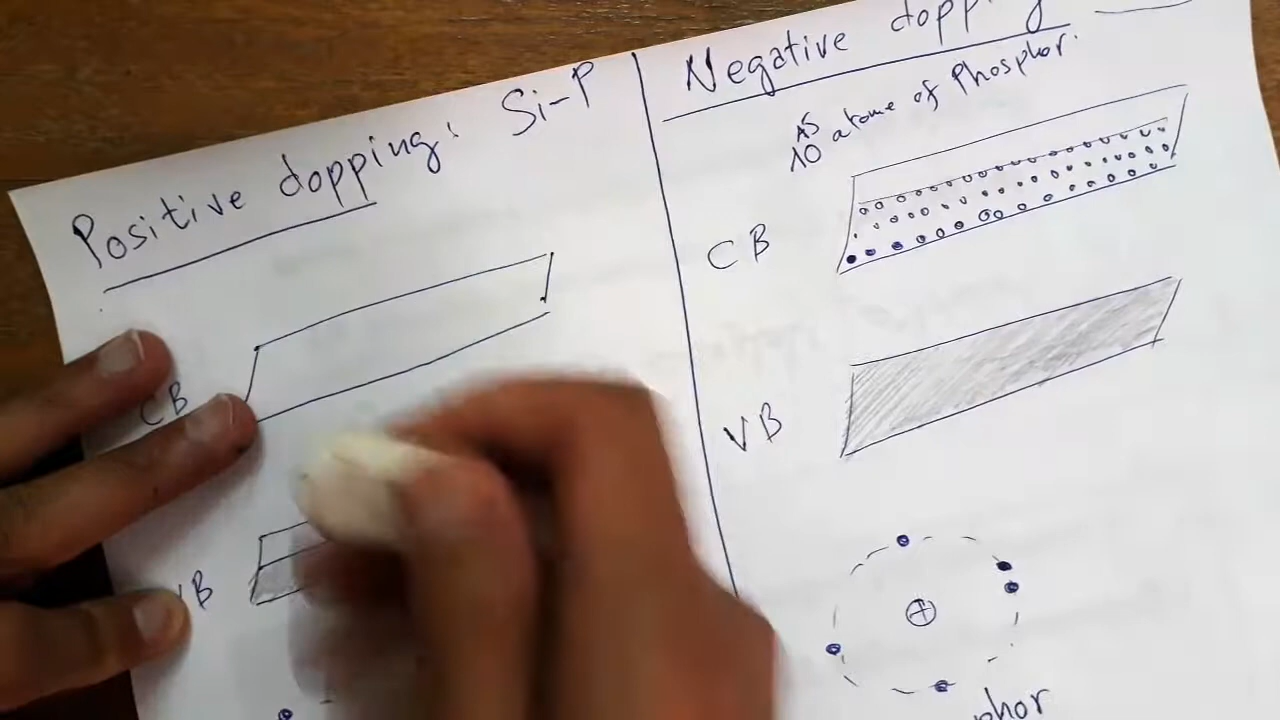 Positive dopping: Si-P
CB
VB
Negative dopping
AS
10 atome of Phosphor.
CB
VB
phor